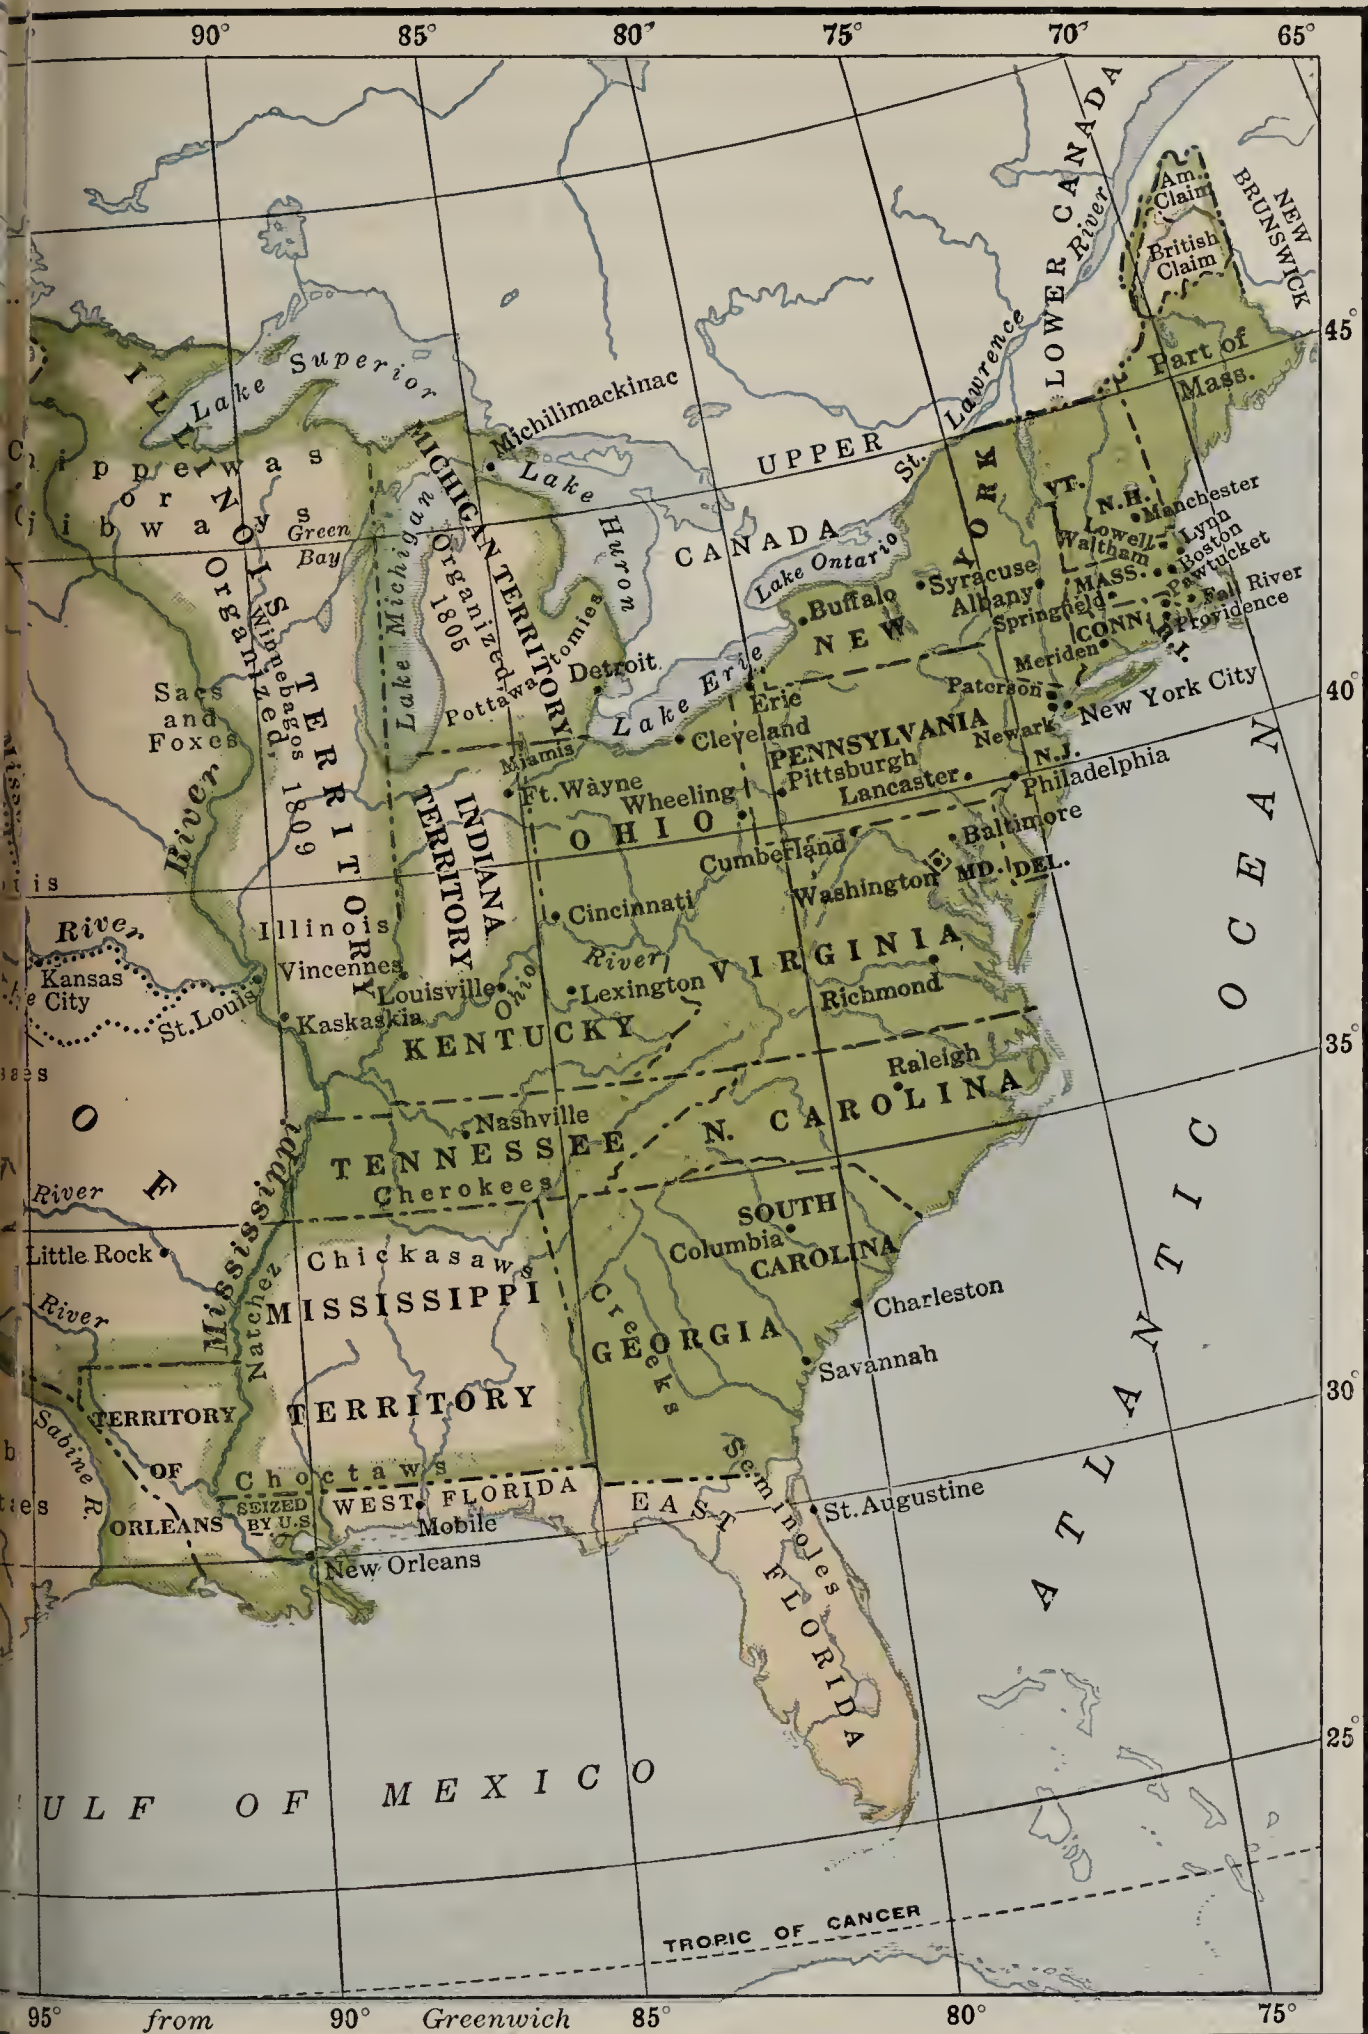 90° 85° 80° 75° 70° 65°
LOWER CANADA
River
Am.
Claim
British
Claim
NEW
BRUNSWICK
45°
Part of
Mass.
Lake Superior
Michilimackinac
St. Lawrence
UPPER
CANADA
ILLINOIS TERRITORY
Organized, 1809
Chippewas
or
Ojibways
Green
Bay
Winnebagos
MICHIGAN TERRITORY
Organized,
1805
Lake Michigan
Lake Huron
Lake Ontario
Lake Erie
VT.
N.H.
Manchester
Lowell
Waltham
Lynn
Boston
Pawtucket
MASS.
Fall River
Springfield
Providence
CONN.
R.I.
Meriden
NEW YORK
Syracuse
Albany
Buffalo
Sacs
and
Foxes
Pottawatomies
Detroit
40°
Paterson
New York City
Newark
N.J.
Erie
Cleveland
PENNSYLVANIA
Pittsburgh
Lancaster
Philadelphia
Miamis
Ft. Wayne
Wheeling
OHIO
INDIANA
TERRITORY
Cumberland
Baltimore
Washington
MD.
DEL.
Cincinnati
Ohio River
VIRGINIA
Richmond
Illinois
Vincennes
Louisville
Lexington
River
Kansas
City
St. Louis
Kaskaskia
KENTUCKY
35°
Raleigh
N. CAROLINA
Nashville
TENNESSEE
Cherokees
O F
River
Little Rock
River
Mississippi River
Natchez
Chickasaws
MISSISSIPPI
TERRITORY
SOUTH
CAROLINA
Columbia
Charleston
Creeks
GEORGIA
Savannah
30°
TERRITORY
OF
ORLEANS
Sabine R.
Choctaws
SEIZED
BY U.S
WEST FLORIDA
Mobile
New Orleans
EAST FLORIDA
Seminoles
St. Augustine
ATLANTIC OCEAN
25°
ULF OF MEXICO
TROPIC OF CANCER
95° from 90° Greenwich 85° 80° 75°